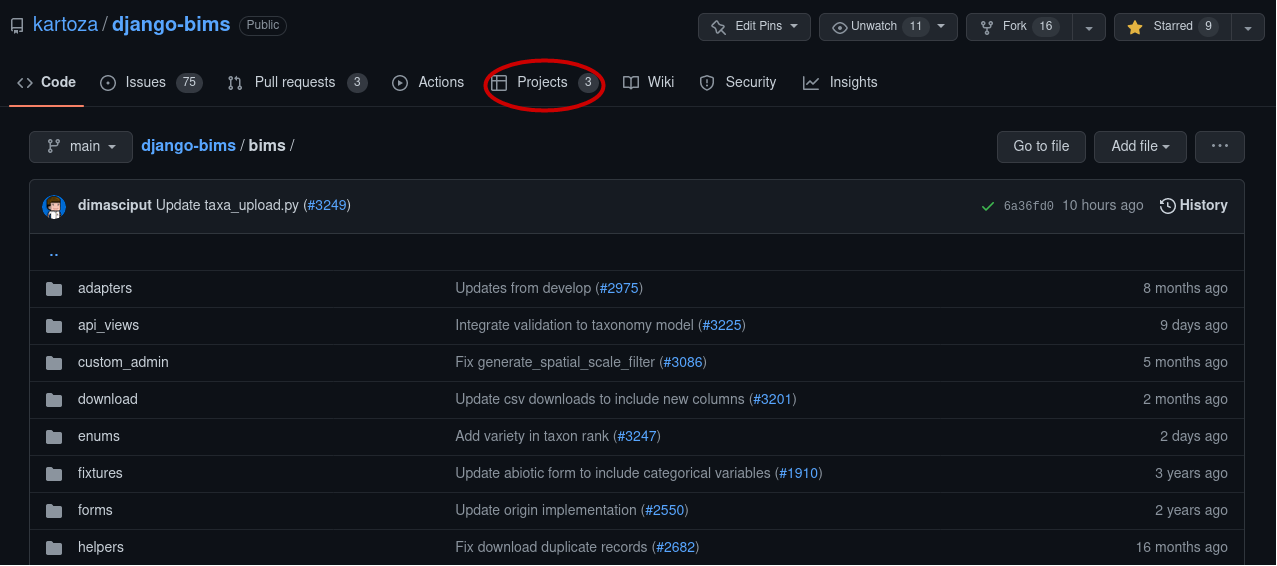 kartoza / django-bims Public Edit Pins Unwatch 11 Fork 16 Starred 9
Code Issues 75 Pull requests 3 Actions Projects 3 Wiki Security Insights
main django-bims / bims / Go to file Add file ...
dimasciput Update taxa_upload.py (#3249) 6a36fd0 10 hours ago History
..
adapters Updates from develop (#2975) 8 months ago
api_views Integrate validation to taxonomy model (#3225) 9 days ago
custom_admin Fix generate_spatial_scale_filter (#3086) 5 months ago
download Update csv downloads to include new columns (#3201) 2 months ago
enums Add variety in taxon rank (#3247) 2 days ago
fixtures Update abiotic form to include categorical variables (#1910) 3 years ago
forms Update origin implementation (#2550) 2 years ago
helpers Fix download duplicate records (#2682) 16 months ago